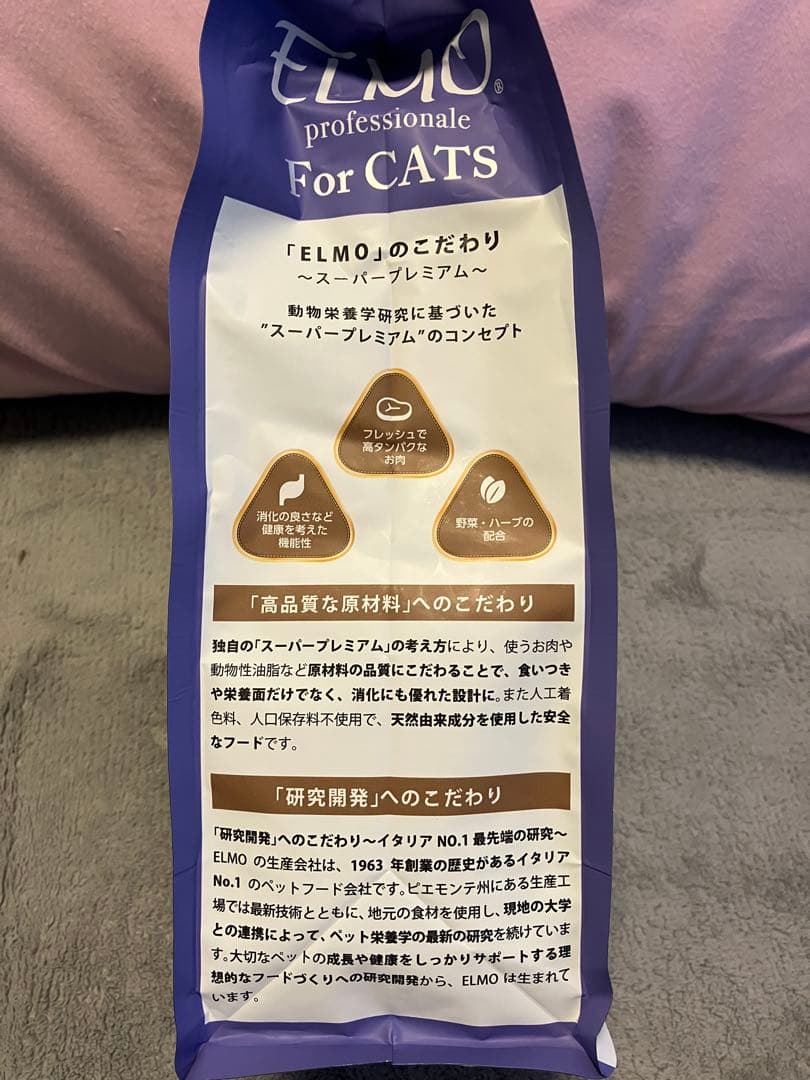 ELMO®
professionale
For CATS
「ELMO」のこだわり
～スーパープレミアム～
動物栄養学研究に基づいた
"スーパープレミアム"のコンセプト
フレッシュで
高タンパクな
お肉
消化の良さなど
健康を考えた
機能性
野菜・ハーブの
配合
「高品質な原材料」へのこだわり
独自の「スーパープレミアム」の考え方により、使うお肉や
動物性油脂など原材料の品質にこだわることで、食いつき
や栄養面だけでなく、消化にも優れた設計に。また人工着
色料、人口保存料不使用で、天然由来成分を使用した安全
なフードです。
「研究開発」へのこだわり
「研究開発」へのこだわり～イタリア NO.1 最先端の研究～
ELMO の生産会社は、1963 年創業の歴史があるイタリア
No.1 のペットフード会社です。ピエモンテ州にある生産工
場では最新技術とともに、地元の食材を使用し、現地の大学
との連携によって、ペット栄養学の最新の研究を続けていま
す。大切なペットの成長や健康をしっかりサポートする理
想的なフードづくりへの研究開発から、ELMO は生まれて
います。